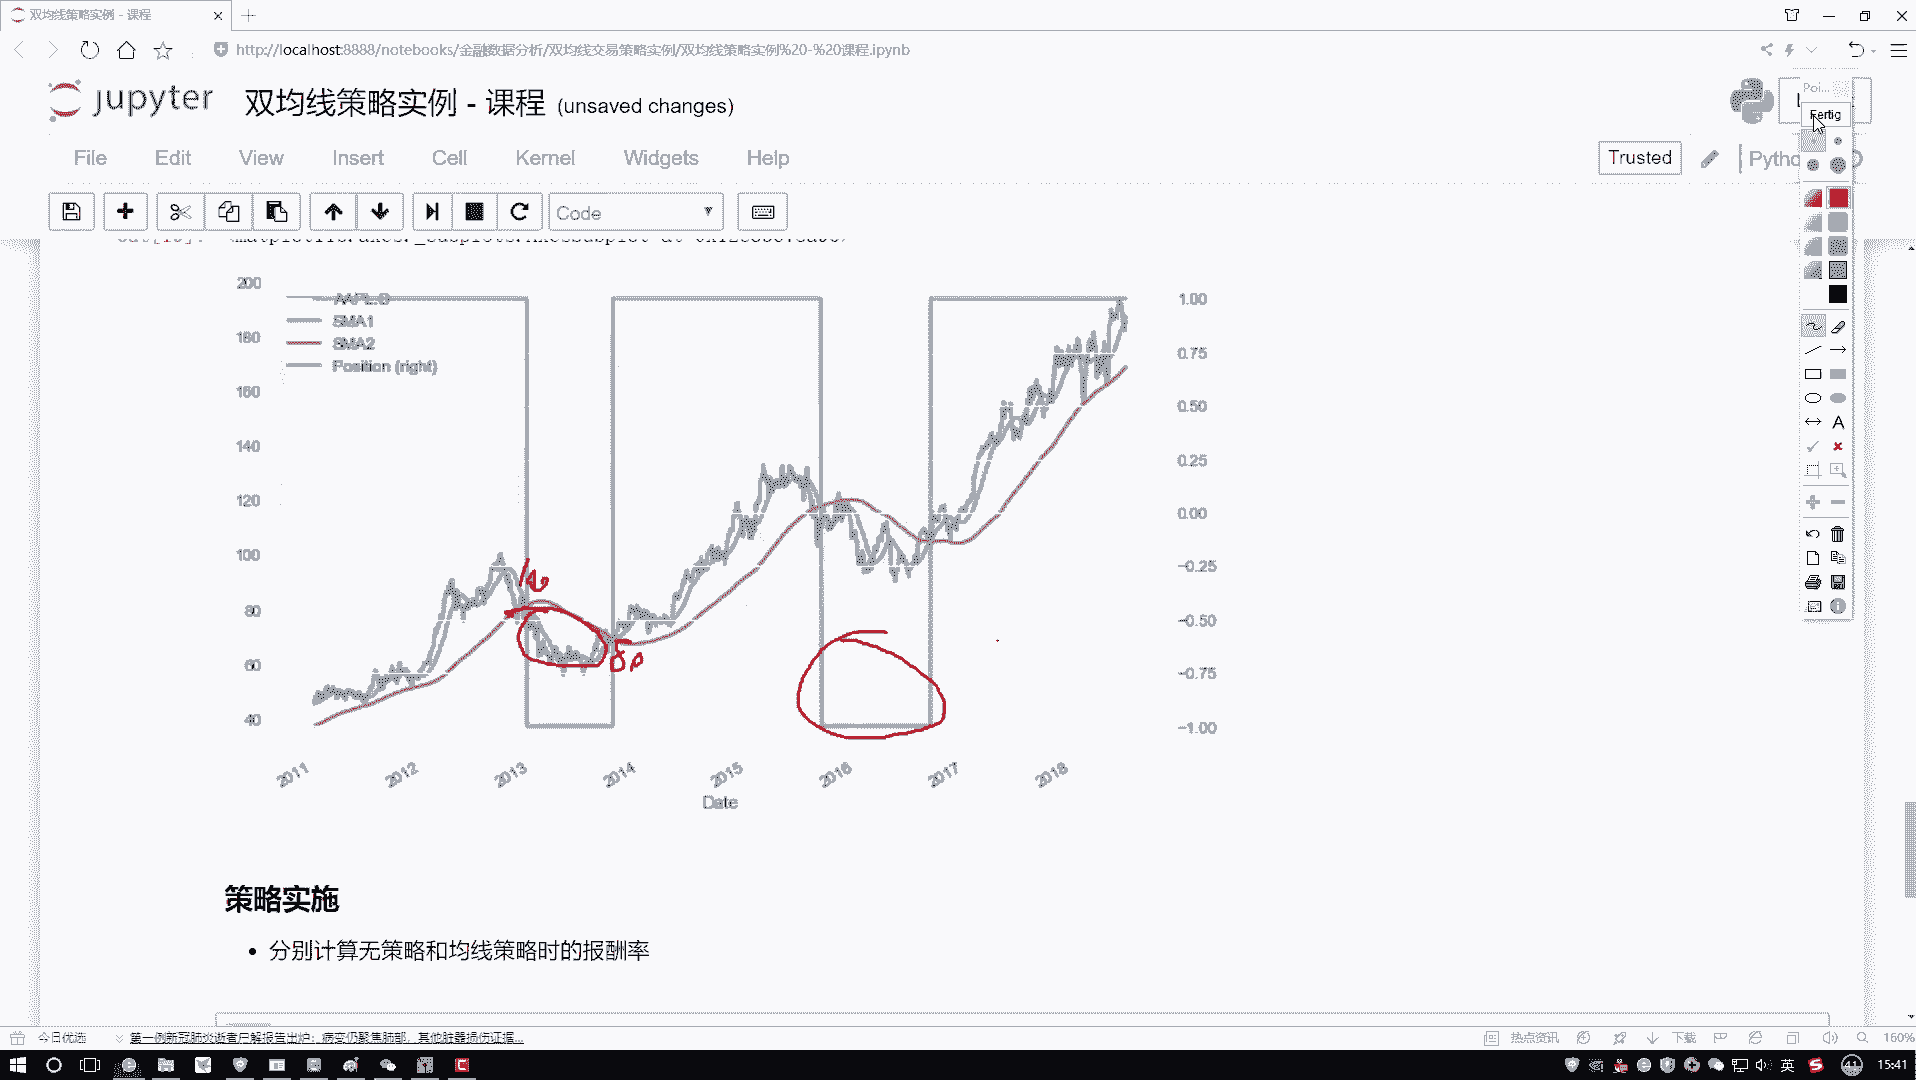 双均线策略实例 - 课程
http://localhost:8888/notebooks/金融数据分析/双均线交易策略实例/双均线策略实例%20-%20课程.ipynb
jupyter 双均线策略实例 - 课程 (unsaved changes)
Poi...
Fertig
File Edit View Insert Cell Kernel Widgets Help
Trusted
Pytho
Code
200
180
160
140
120
100
80
60
40
AAPL.O
SMA1
SMA2
Position (right)
1.00
0.75
0.50
0.25
0.00
−0.25
−0.50
−0.75
−1.00
2011 2012 2013 2014 2015 2016 2017 2018
Date
策略实施
分别计算无策略和均线策略时的报酬率
今日优选
第一例新冠肺炎逝者尸解报告出炉：病变仍聚焦肺部，其他脏器损伤证据...
热点资讯
下载
160%
英
41
15:41